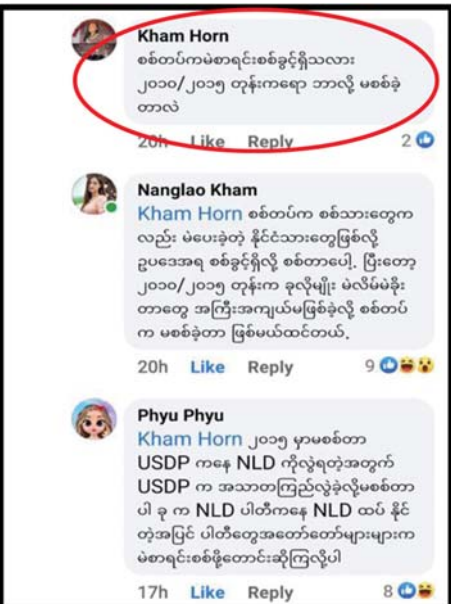 Kham Horn
စစ်တပ်ကမဲစာရင်းစစ်ခွင့်ရှိသလား
၂၀၁၀/၂၀၁၅ တုန်းကရော ဘာလို့ မစစ်ခဲ့
တာလဲ
20h Like Reply 2
Nanglao Kham
Kham Horn စစ်တပ်က စစ်သားတွေက
လည်း မဲပေးခဲ့တဲ့ နိုင်ငံသားတွေဖြစ်လို့
ဥပဒေအရ စစ်ခွင့်ရှိလို့ စစ်တာပေါ့. ပြီးတော့
၂၀၁၀/၂၀၁၅ တုန်းက ခုလိုမျိုး မဲလိမ်မဲခိုး
တာတွေ အကြီးအကျယ်မဖြစ်ခဲ့လို့ စစ်တပ်
က မစစ်ခဲ့တာ ဖြစ်မယ်ထင်တယ်.
20h Like Reply 9
Phyu Phyu
Kham Horn ၂၀၁၅ မှာမစစ်တာ
USDP ကနေ NLD ကိုလွှဲရတဲ့အတွက်
USDP က အသာတကြည်လွှဲခဲ့လို့မစစ်တာ
ပါ ခု က NLD ပါတီကနေ NLD ထပ် နိုင်
တဲ့အပြင် ပါတီတွေအတော်တော်များများက
မဲစာရင်းစစ်ဖို့တောင်းဆိုကြလို့ပါ
17h Like Reply 8